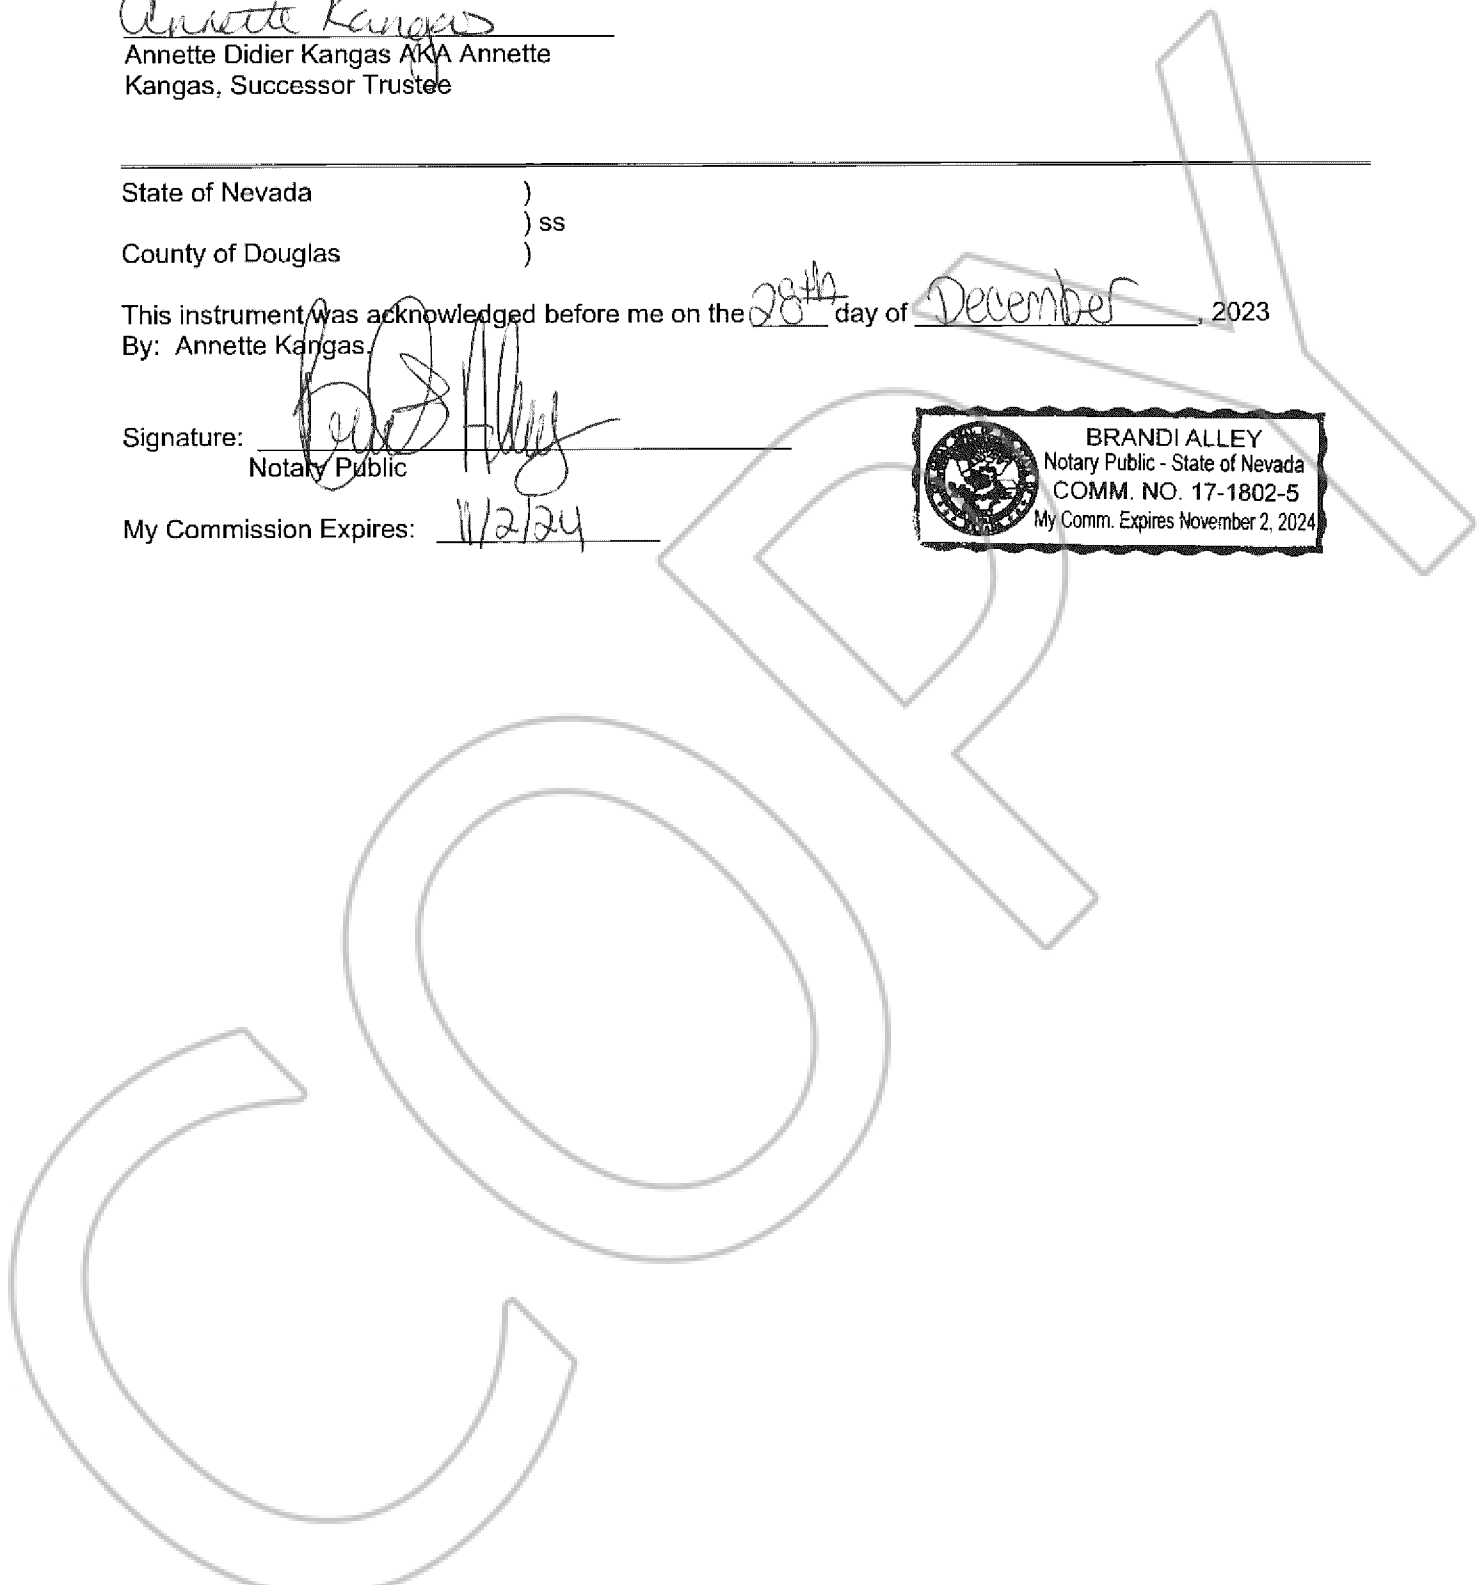 Annette Kangas
Annette Didier Kangas AKA Annette
Kangas, Successor Trustee
State of Nevada )
) ss
County of Douglas )
This instrument was acknowledged before me on the 28th day of December, 2023
By: Annette Kangas.
Signature:
Notary Public
My Commission Expires: 11/2/24
BRANDI ALLEY
Notary Public - State of Nevada
COMM. NO. 17-1802-5
My Comm. Expires November 2, 2024
COPY